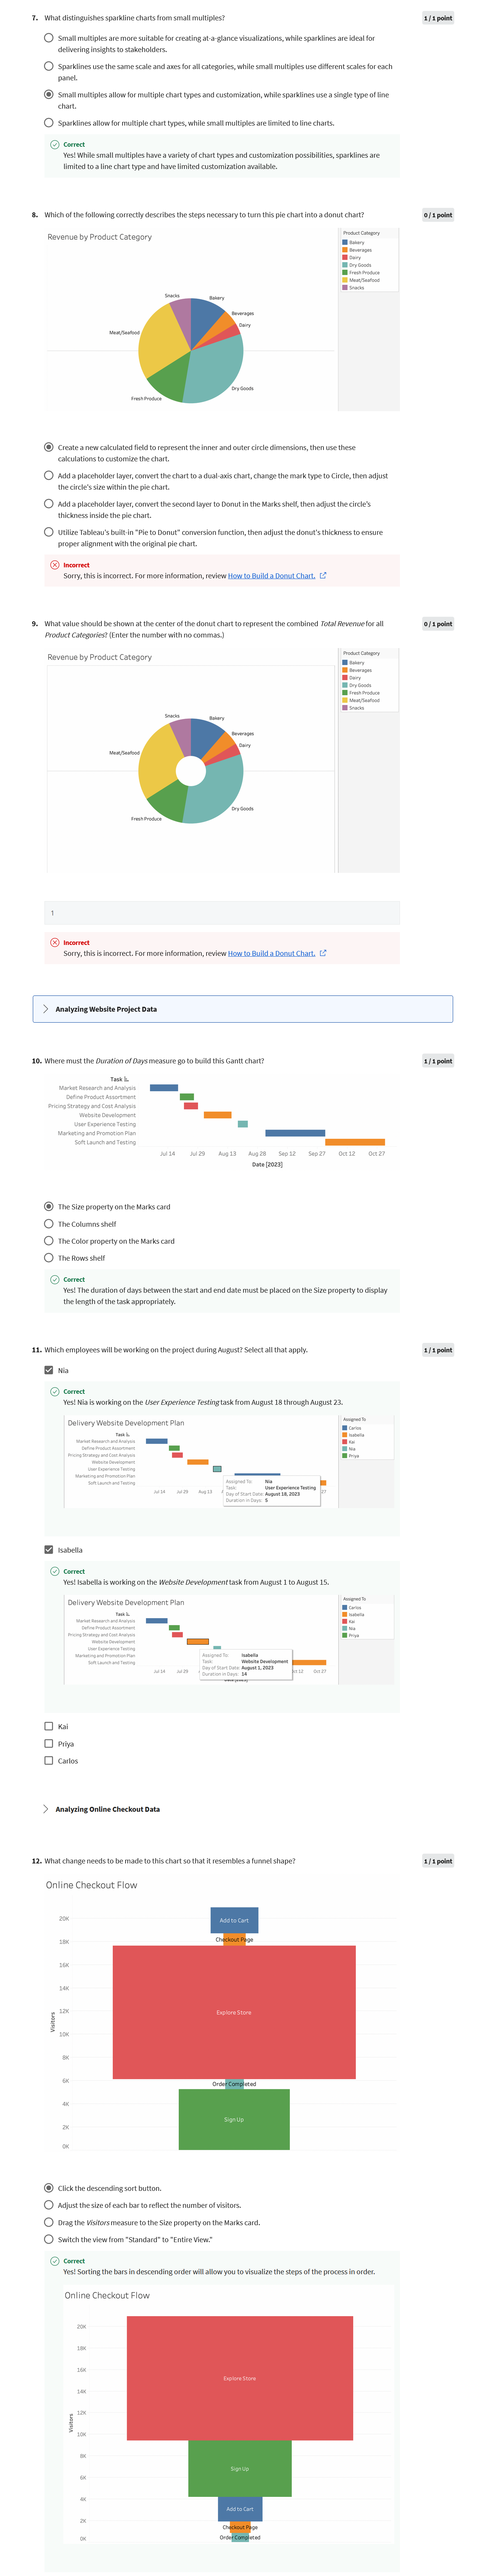 7. What distinguishes sparkline charts from small multiples?
1 / 1 point
Small multiples are more suitable for creating at-a-glance visualizations, while sparklines are ideal for
delivering insights to stakeholders.
Sparklines use the same scale and axes for all categories, while small multiples use different scales for each
panel.
Small multiples allow for multiple chart types and customization, while sparklines use a single type of line
chart.
Sparklines allow for multiple chart types, while small multiples are limited to line charts.
Correct
Yes! While small multiples have a variety of chart types and customization possibilities, sparklines are
limited to a line chart type and have limited customization available.
8. Which of the following correctly describes the steps necessary to turn this pie chart into a donut chart?
0 / 1 point
Revenue by Product Category
Product Category
Bakery
Beverages
Dairy
Dry Goods
Fresh Produce
Meat/Seafood
Snacks
Snacks
Bakery
Beverages
Dairy
Meat/Seafood
Dry Goods
Fresh Produce
Create a new calculated field to represent the inner and outer circle dimensions, then use these
calculations to customize the chart.
Add a placeholder layer, convert the chart to a dual-axis chart, change the mark type to Circle, then adjust
the circle's size within the pie chart.
Add a placeholder layer, convert the second layer to Donut in the Marks shelf, then adjust the circle's
thickness inside the pie chart.
Utilize Tableau's built-in "Pie to Donut" conversion function, then adjust the donut's thickness to ensure
proper alignment with the original pie chart.
Incorrect
Sorry, this is incorrect. For more information, review How to Build a Donut Chart.
9. What value should be shown at the center of the donut chart to represent the combined Total Revenue for all
Product Categories? (Enter the number with no commas.)
0 / 1 point
Revenue by Product Category
Product Category
Bakery
Beverages
Dairy
Dry Goods
Fresh Produce
Meat/Seafood
Snacks
Snacks
Bakery
Beverages
Dairy
Meat/Seafood
Dry Goods
Fresh Produce
1
Incorrect
Sorry, this is incorrect. For more information, review How to Build a Donut Chart.
Analyzing Website Project Data
10. Where must the Duration of Days measure go to build this Gantt chart?
1 / 1 point
Task
Market Research and Analysis
Define Product Assortment
Pricing Strategy and Cost Analysis
Website Development
User Experience Testing
Marketing and Promotion Plan
Soft Launch and Testing
Jul 14 Jul 29 Aug 13 Aug 28 Sep 12 Sep 27 Oct 12 Oct 27
Date [2023]
The Size property on the Marks card
The Columns shelf
The Color property on the Marks card
The Rows shelf
Correct
Yes! The duration of days between the start and end date must be placed on the Size property to display
the length of the task appropriately.
11. Which employees will be working on the project during August? Select all that apply.
1 / 1 point
Nia
Correct
Yes! Nia is working on the User Experience Testing task from August 18 through August 23.
Delivery Website Development Plan
Assigned To
Carlos
Isabella
Kai
Nia
Priya
Task
Market Research and Analysis
Define Product Assortment
Pricing Strategy and Cost Analysis
Website Development
User Experience Testing
Marketing and Promotion Plan
Soft Launch and Testing
Assigned To: Nia
Task: User Experience Testing
Day of Start Date: August 18, 2023
Duration in Days: 5
Jul 14 Jul 29 Aug 13
27
Isabella
Correct
Yes! Isabella is working on the Website Development task from August 1 to August 15.
Delivery Website Development Plan
Assigned To
Carlos
Isabella
Kai
Nia
Priya
Task
Market Research and Analysis
Define Product Assortment
Pricing Strategy and Cost Analysis
Website Development
User Experience Testing
Marketing and Promotion Plan
Soft Launch and Testing
Assigned To: Isabella
Task: Website Development
Day of Start Date: August 1, 2023
Duration in Days: 14
Jul 14 Jul 29
ct 12 Oct 27
Kai
Priya
Carlos
Analyzing Online Checkout Data
12. What change needs to be made to this chart so that it resembles a funnel shape?
1 / 1 point
Online Checkout Flow
20K
Add to Cart
18K
Checkout Page
16K
14K
12K
Explore Store
Visitors
10K
8K
6K
Order Completed
4K
Sign Up
2K
0K
Click the descending sort button.
Adjust the size of each bar to reflect the number of visitors.
Drag the Visitors measure to the Size property on the Marks card.
Switch the view from "Standard" to "Entire View."
Correct
Yes! Sorting the bars in descending order will allow you to visualize the steps of the process in order.
Online Checkout Flow
20K
18K
16K
Explore Store
14K
12K
Visitors
10K
8K
Sign Up
6K
4K
Add to Cart
2K
Checkout Page
0K
Order Completed